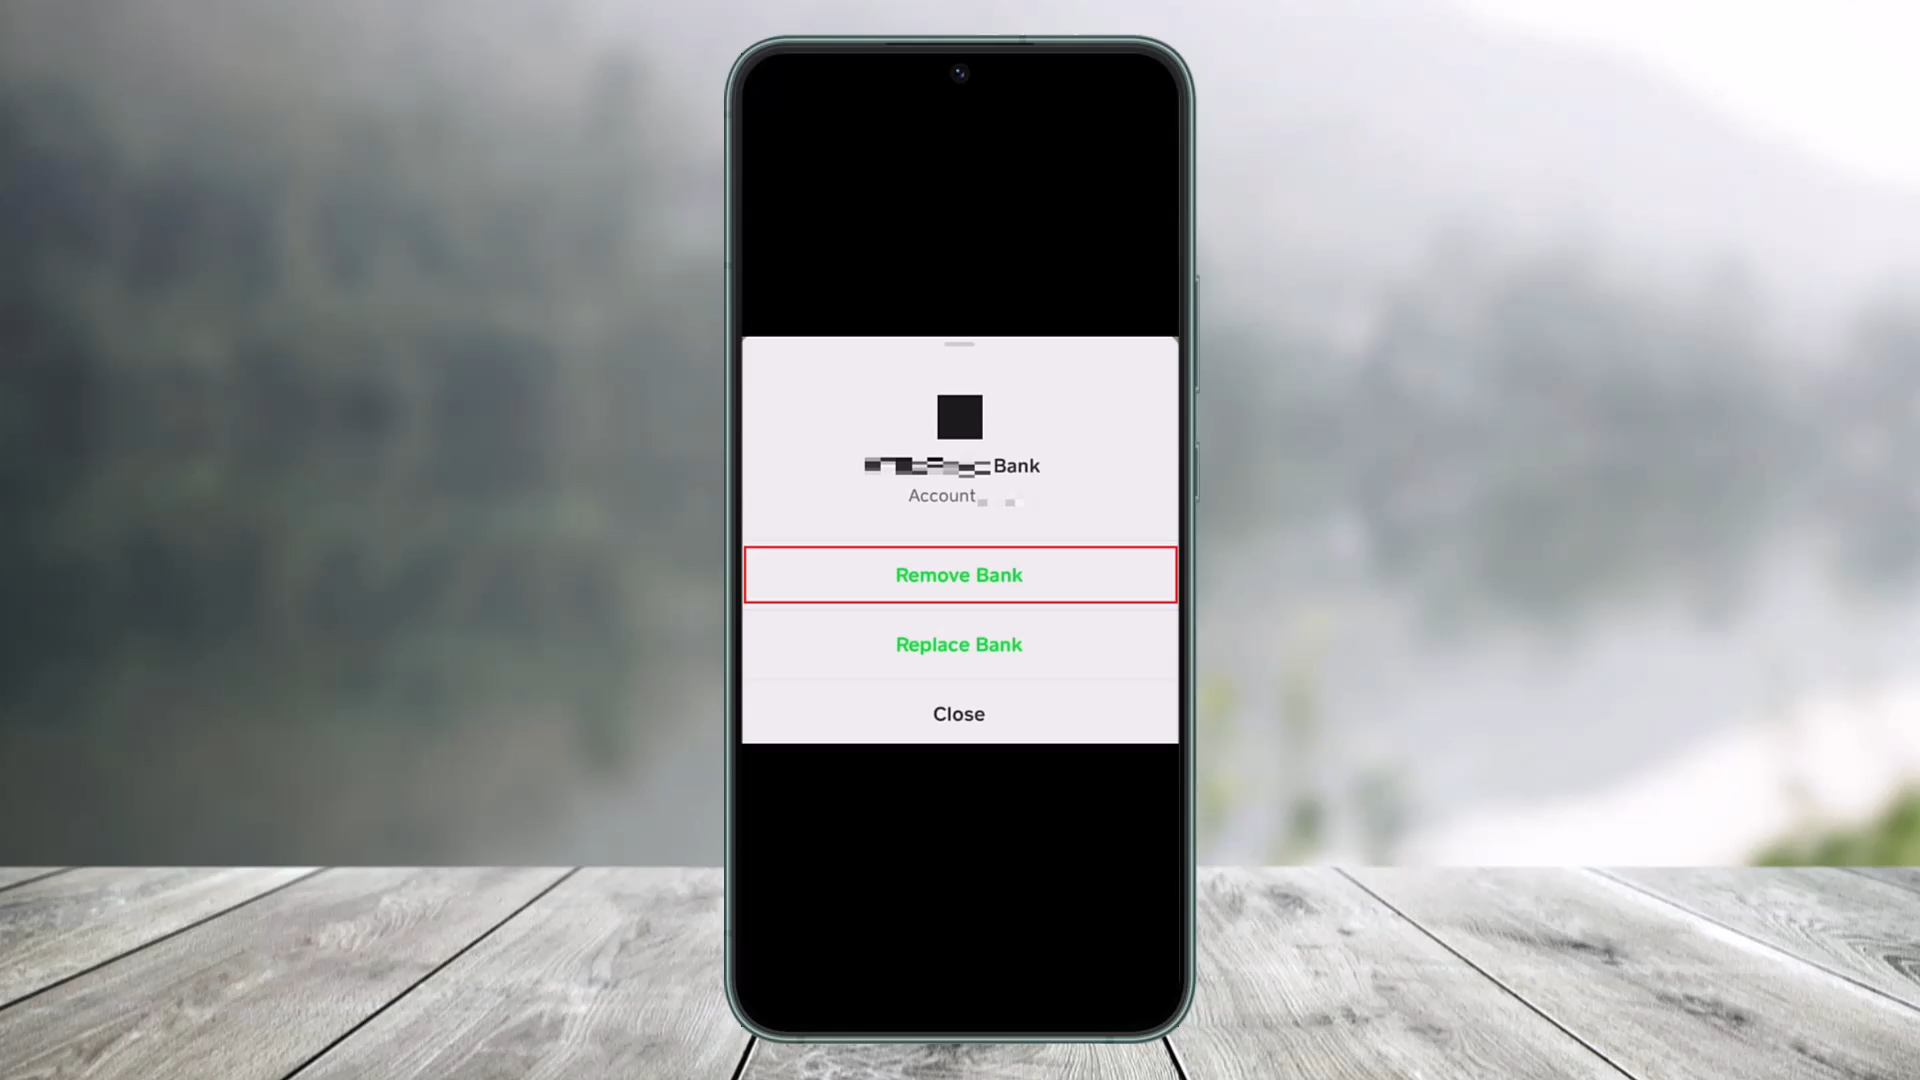 Bank
Account
Remove Bank
Replace Bank
Close